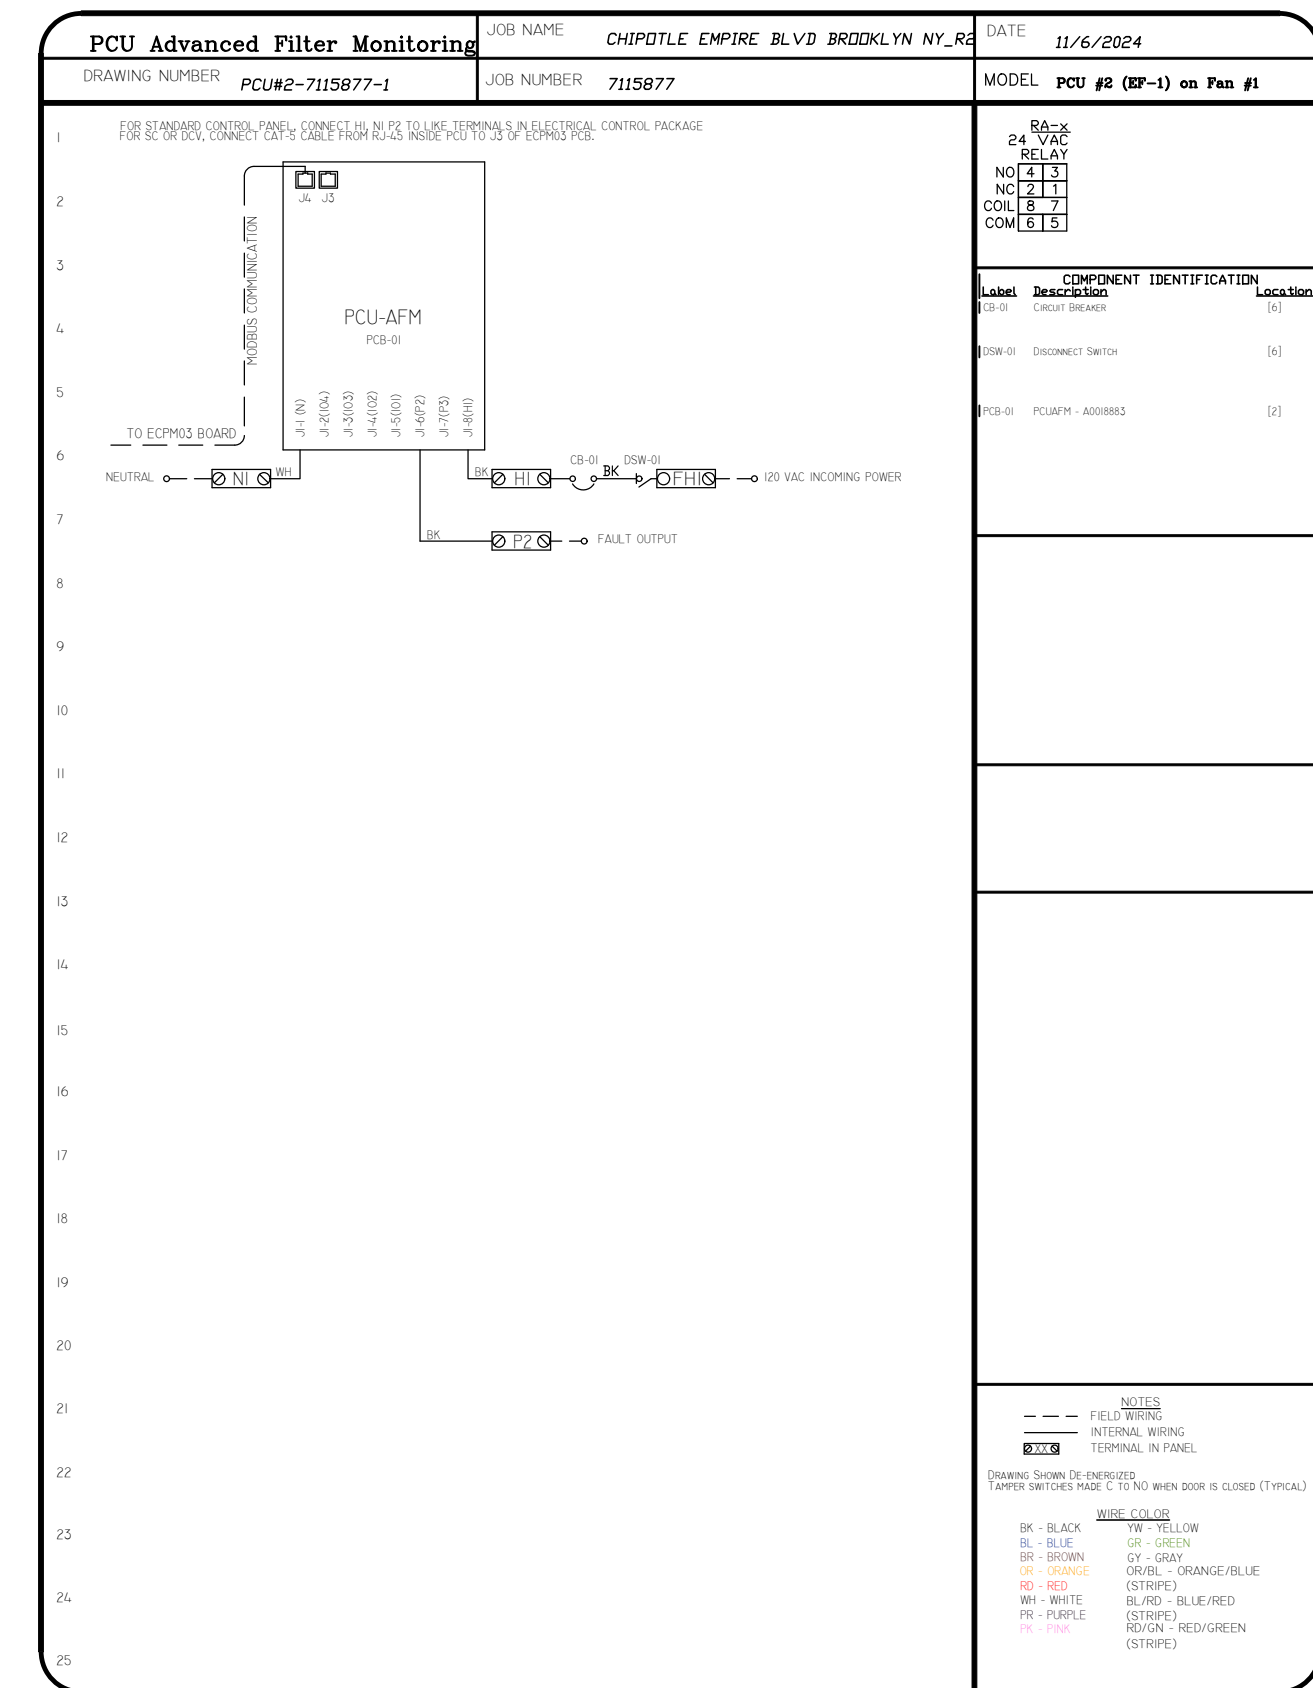 PCU Advanced Filter Monitoring
JOB NAME CHIPOTLE EMPIRE BLVD BROOKLYN NY_R2
DATE 11/6/2024
DRAWING NUMBER PCU#2-7115877-1
JOB NUMBER 7115877
MODEL PCU #2 (EF-1) on Fan #1
FOR STANDARD CONTROL PANEL, CONNECT H1, N1 P2 TO LIKE TERMINALS IN ELECTRICAL CONTROL PACKAGE
FOR SC OR DCV, CONNECT CAT-5 CABLE FROM RJ-45 INSIDE PCU TO J3 OF ECPM03 PCB.
1
2
3
4
5
6
7
8
9
10
11
12
13
14
15
16
17
18
19
20
21
22
23
24
25
J4 J3
MODBUS COMMUNICATION
PCU-AFM
PCB-01
J1-1 (N)
J1-2(IO4)
J1-3(IO3)
J1-4(IO2)
J1-5(IO1)
J1-6(P2)
J1-7(P3)
J1-8(H1)
TO ECPM03 BOARD
NEUTRAL N1 WH
BK H1 CB-01 BK DSW-01 FH1 120 VAC INCOMING POWER
BK P2 FAULT OUTPUT
RA-x
24 VAC
RELAY
NO 4 3
NC 2 1
COIL 8 7
COM 6 5
COMPONENT IDENTIFICATION
Label Description Location
CB-01 CIRCUIT BREAKER [6]
DSW-01 DISCONNECT SWITCH [6]
PCB-01 PCUAFM - A0018883 [2]
NOTES
FIELD WIRING
INTERNAL WIRING
XX TERMINAL IN PANEL
DRAWING SHOWN DE-ENERGIZED
TAMPER SWITCHES MADE C TO NO WHEN DOOR IS CLOSED (TYPICAL)
WIRE COLOR
BK - BLACK YW - YELLOW
BL - BLUE GR - GREEN
BR - BROWN GY - GRAY
OR - ORANGE OR/BL - ORANGE/BLUE
RD - RED (STRIPE)
WH - WHITE BL/RD - BLUE/RED
PR - PURPLE (STRIPE)
PK - PINK RD/GN - RED/GREEN
(STRIPE)